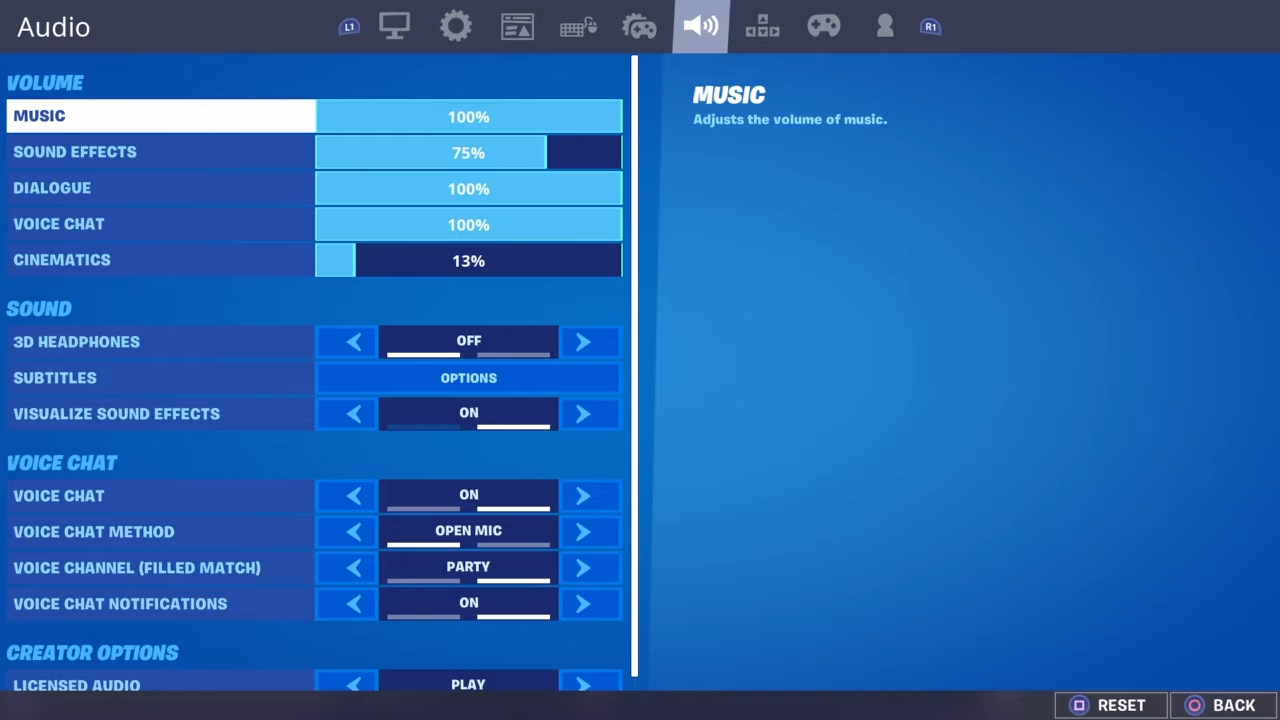 Audio
L1
R1
VOLUME
MUSIC 100%
SOUND EFFECTS 75%
DIALOGUE 100%
VOICE CHAT 100%
CINEMATICS 13%
SOUND
3D HEADPHONES OFF
SUBTITLES OPTIONS
VISUALIZE SOUND EFFECTS ON
VOICE CHAT
VOICE CHAT ON
VOICE CHAT METHOD OPEN MIC
VOICE CHANNEL (FILLED MATCH) PARTY
VOICE CHAT NOTIFICATIONS ON
CREATOR OPTIONS
LICENSED AUDIO PLAY
MUSIC
Adjusts the volume of music.
RESET
BACK